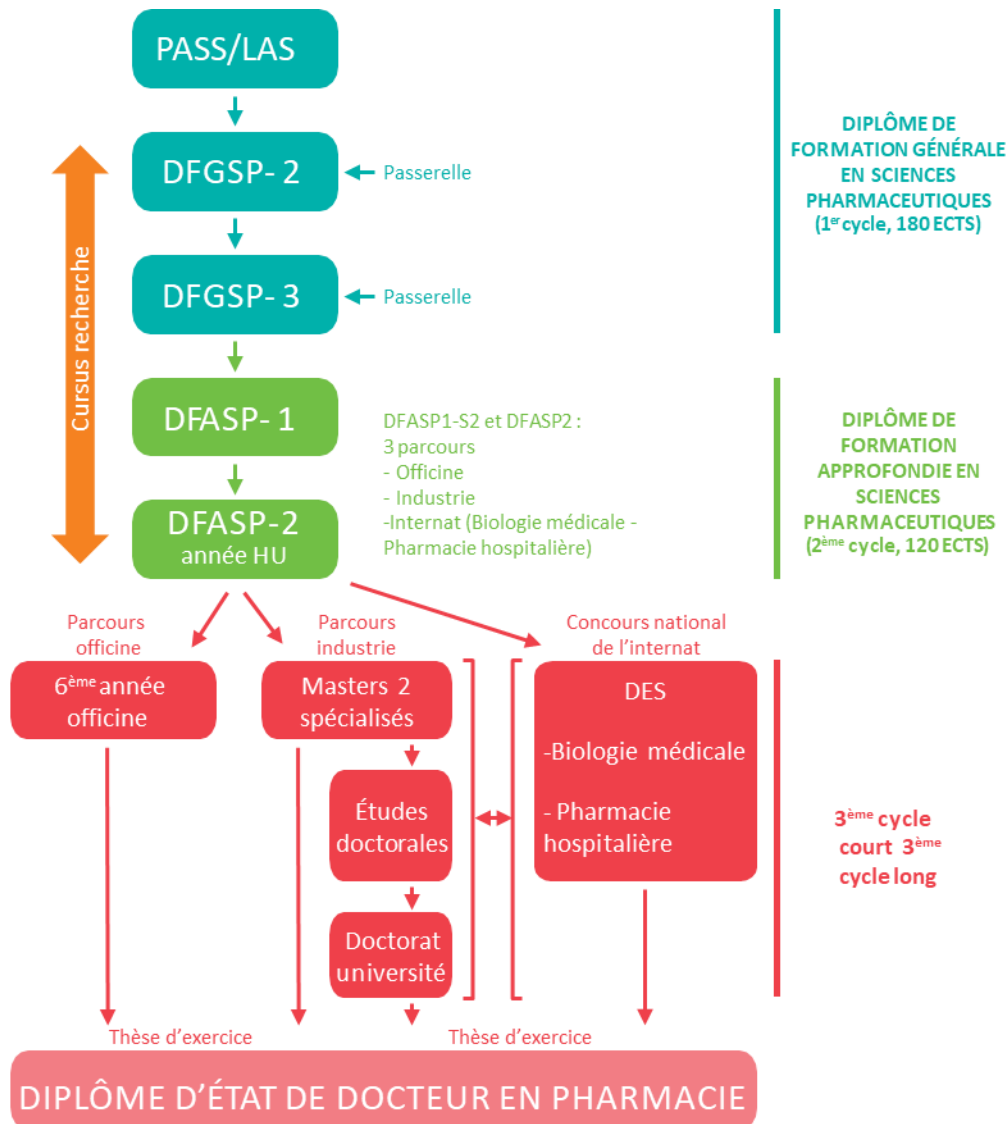 PASS/LAS
DFGSP- 2
Passerelle
DFGSP- 3
Passerelle
DIPLÔME DE
FORMATION GÉNÉRALE
EN SCIENCES
PHARMACEUTIQUES
(1er cycle, 180 ECTS)
Cursus recherche
DFASP- 1
DFASP-2
année HU
DFASP1-S2 et DFASP2 :
3 parcours
- Officine
- Industrie
-Internat (Biologie médicale -
Pharmacie hospitalière)
DIPLÔME DE
FORMATION
APPROFONDIE EN
SCIENCES
PHARMACEUTIQUES
(2ème cycle, 120 ECTS)
Parcours
officine
6ème année
officine
Parcours
industrie
Masters 2
spécialisés
Études
doctorales
Doctorat
université
Concours national
de l’internat
DES
-Biologie médicale
- Pharmacie
hospitalière
3ème cycle
court 3ème
cycle long
Thèse d’exercice
Thèse d’exercice
DIPLÔME D’ÉTAT DE DOCTEUR EN PHARMACIE